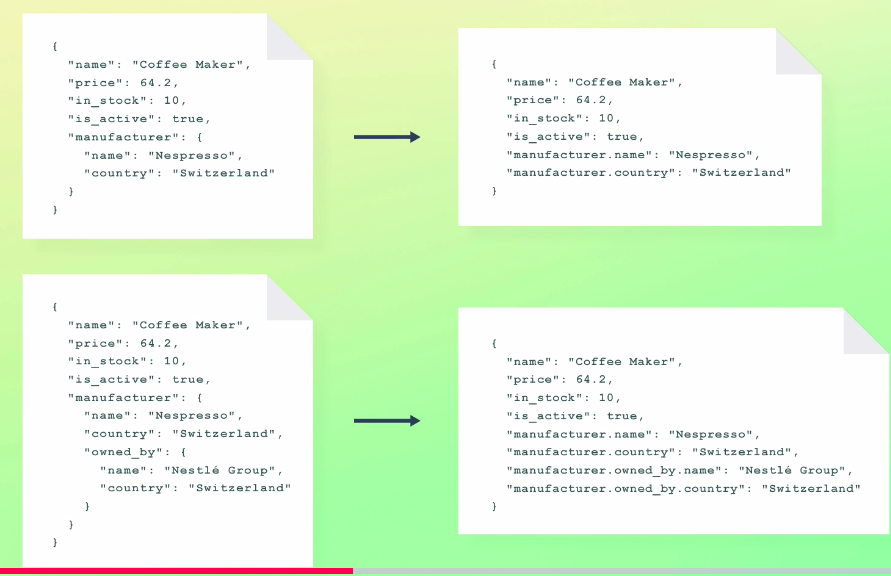 {
  "name": "Coffee Maker",
  "price": 64.2,
  "in_stock": 10,
  "is_active": true,
  "manufacturer": {
    "name": "Nespresso",
    "country": "Switzerland"
  }
}
{
  "name": "Coffee Maker",
  "price": 64.2,
  "in_stock": 10,
  "is_active": true,
  "manufacturer.name": "Nespresso",
  "manufacturer.country": "Switzerland"
}
{
  "name": "Coffee Maker",
  "price": 64.2,
  "in_stock": 10,
  "is_active": true,
  "manufacturer": {
    "name": "Nespresso",
    "country": "Switzerland",
    "owned_by": {
      "name": "Nestlé Group",
      "country": "Switzerland"
    }
  }
}
{
  "name": "Coffee Maker",
  "price": 64.2,
  "in_stock": 10,
  "is_active": true,
  "manufacturer.name": "Nespresso",
  "manufacturer.country": "Switzerland",
  "manufacturer.owned_by.name": "Nestlé Group",
  "manufacturer.owned_by.country": "Switzerland"
}